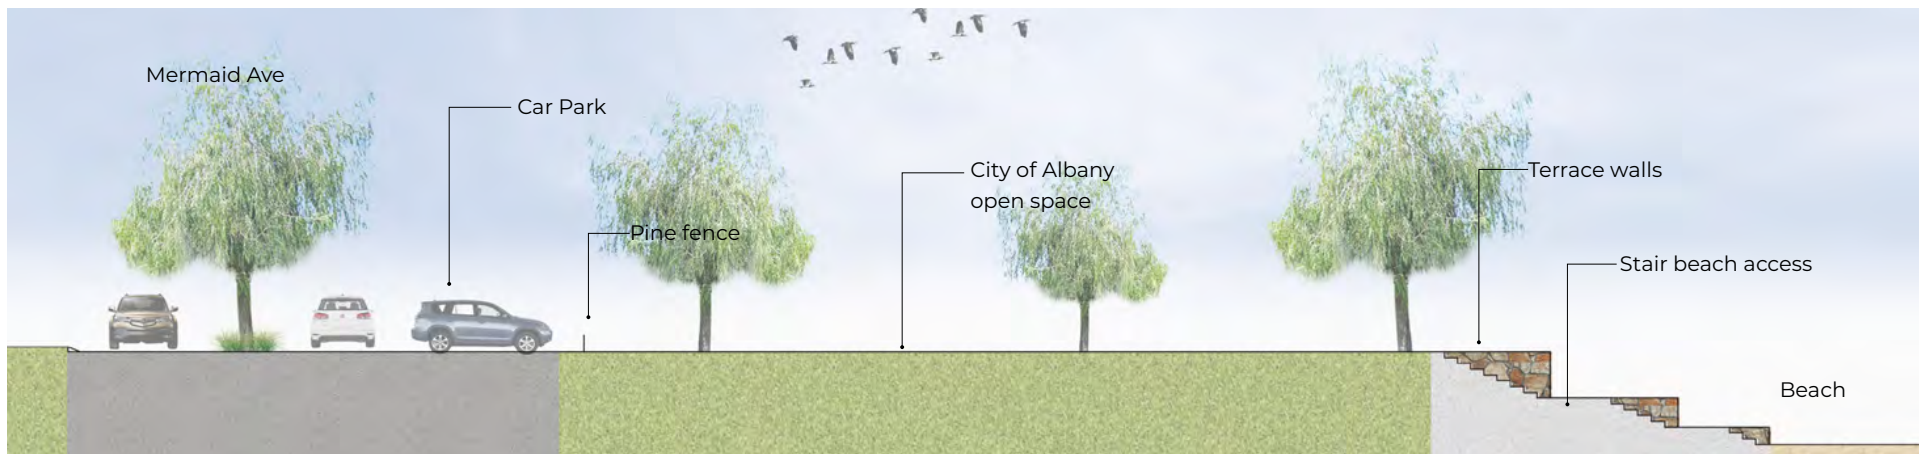 Mermaid Ave
Car Park
Pine fence
City of Albany
open space
Terrace walls
Stair beach access
Beach